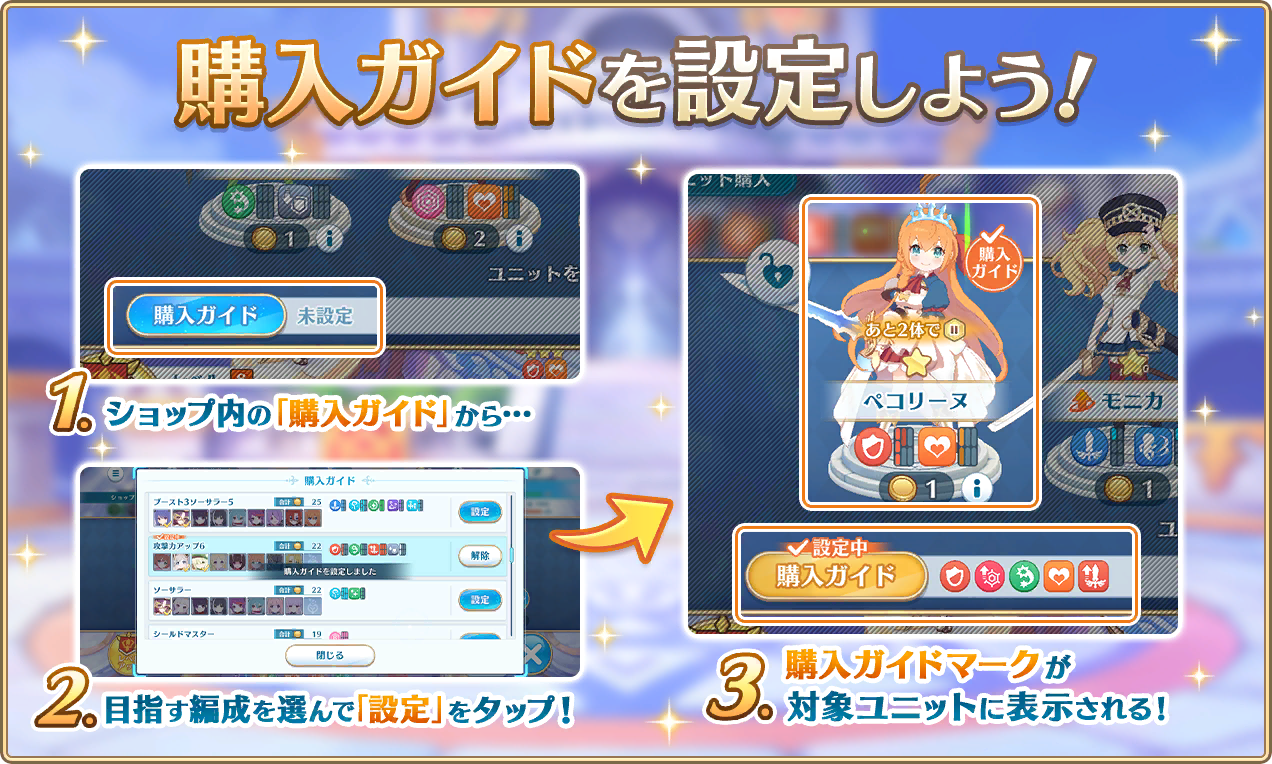 購入ガイドを設定しよう!
1
2
ユニットを
購入ガイド
未設定
1. ショップ内の「購入ガイド」から…
購入ガイド
ブースト3ソーサラー5
合計
25
設定
攻撃力アップ6
合計
22
解除
購入ガイドを設定しました
ソーサラー
合計
22
設定
シールドマスター
合計
19
閉じる
2. 目指す編成を選んで「設定」をタップ!
ニット購入
購入
ガイド
あと2体で
ペコリーヌ
モニカ
1
1
設定中
購入ガイド
3. 購入ガイドマークが
対象ユニットに表示される!